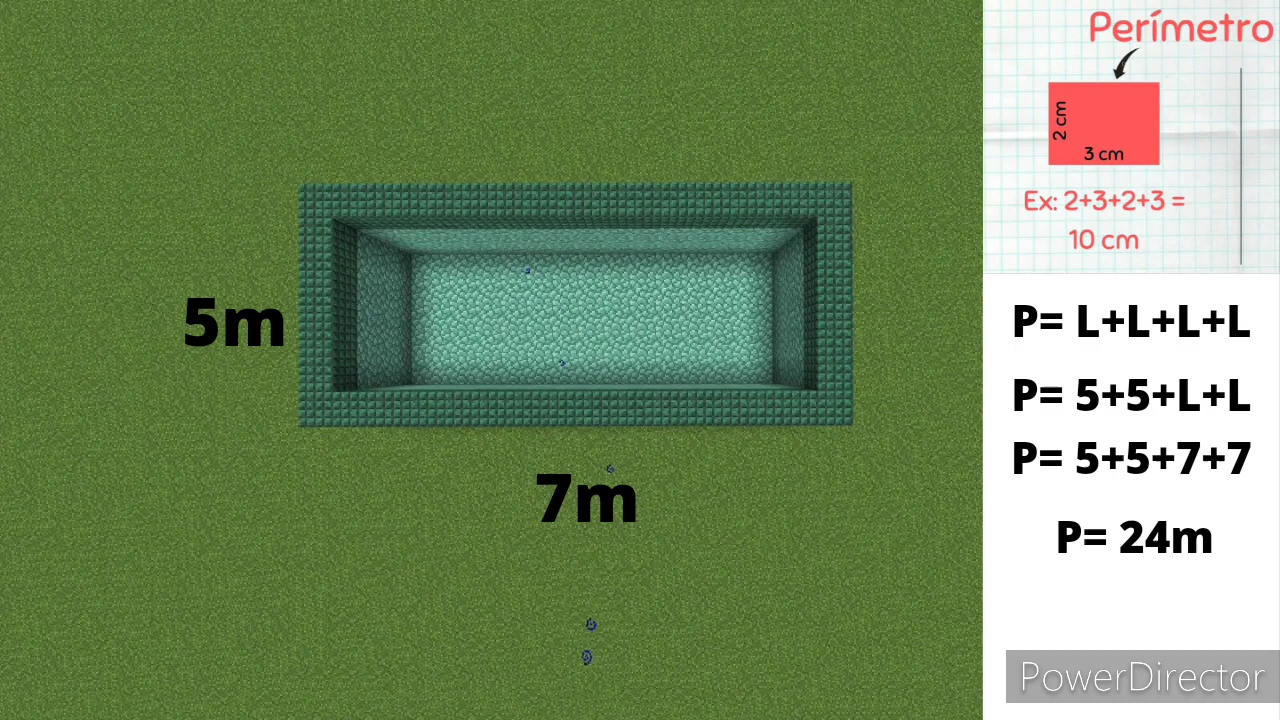 Perímetro
2 cm
3 cm
Ex: 2+3+2+3 =
10 cm
5m
7m
P= L+L+L+L
P= 5+5+L+L
P= 5+5+7+7
P= 24m
PowerDirector